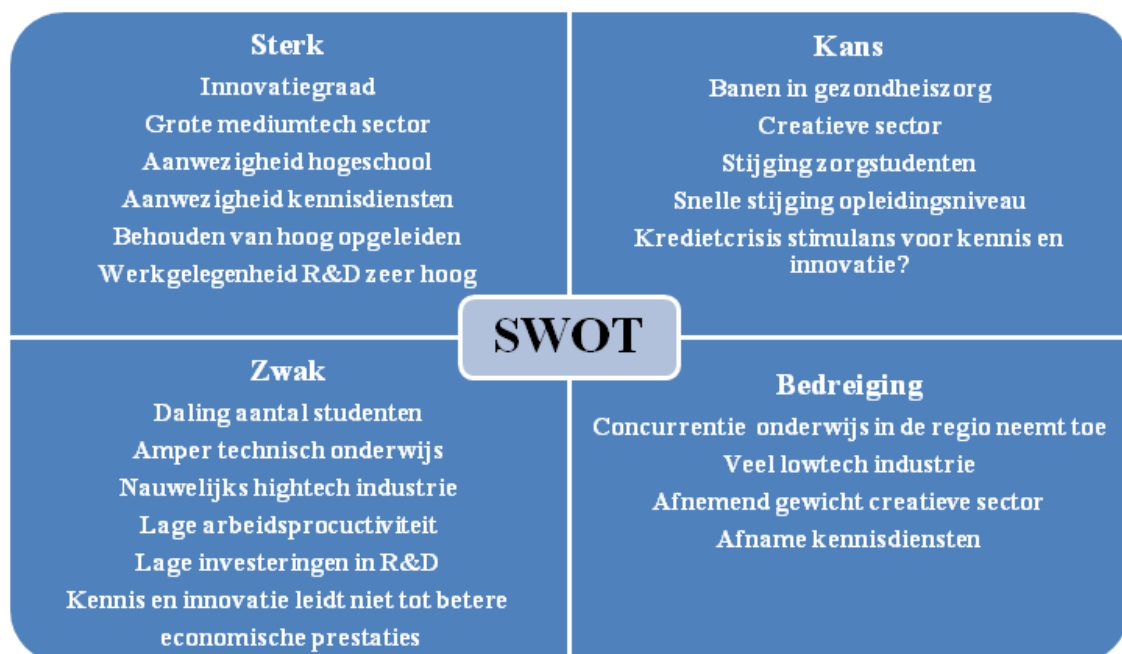 Sterk
Innovatiegraad
Grote mediumtech sector
Aanwezigheid hogeschool
Aanwezigheid kennisdiensten
Behouden van hoog opgeleiden
Werkgelegenheid R&D zeer hoog
Kans
Banen in gezondheiszorg
Creatieve sector
Stijging zorgstudenten
Snelle stijging opleidingsniveau
Kredietcrisis stimulans voor kennis en
innovatie?
SWOT
Zwak
Daling aantal studenten
Amper technisch onderwijs
Nauwelijks hightech industrie
Lage arbeidsprocuctiviteit
Lage investeringen in R&D
Kennis en innovatie leidt niet tot betere
economische prestaties
Bedreiging
Concurrentie onderwijs in de regio neemt toe
Veel lowtech industrie
Afnemend gewicht creatieve sector
Afname kennisdiensten